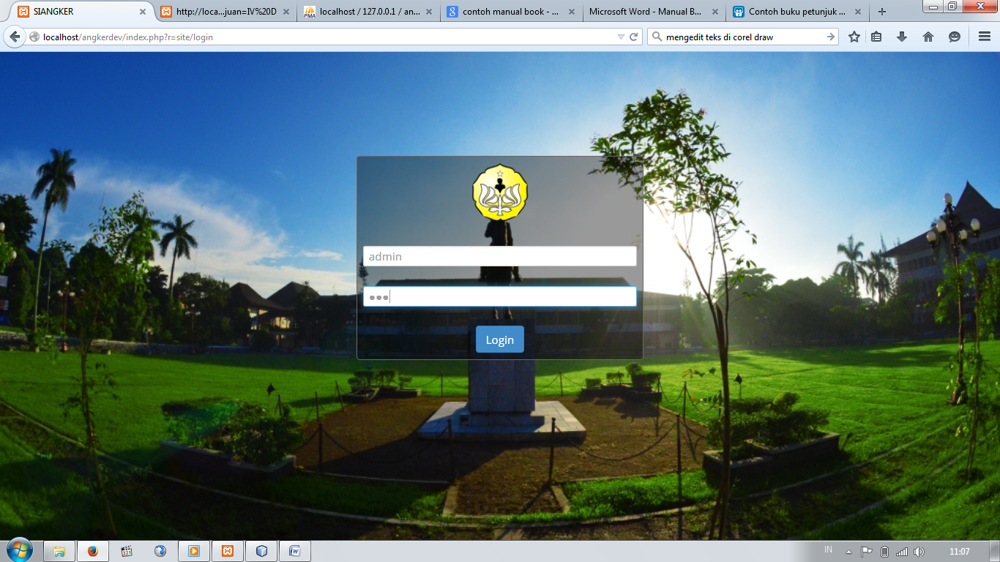 SIANGKER
http://loca...juan=IV%20D
localhost / 127.0.0.1 / an...
contoh manual book - ...
Microsoft Word - Manual B...
Contoh buku petunjuk ...
localhost/angkerdev/index.php?r=site/login
mengedit teks di corel draw
admin
Login
IN
11:07